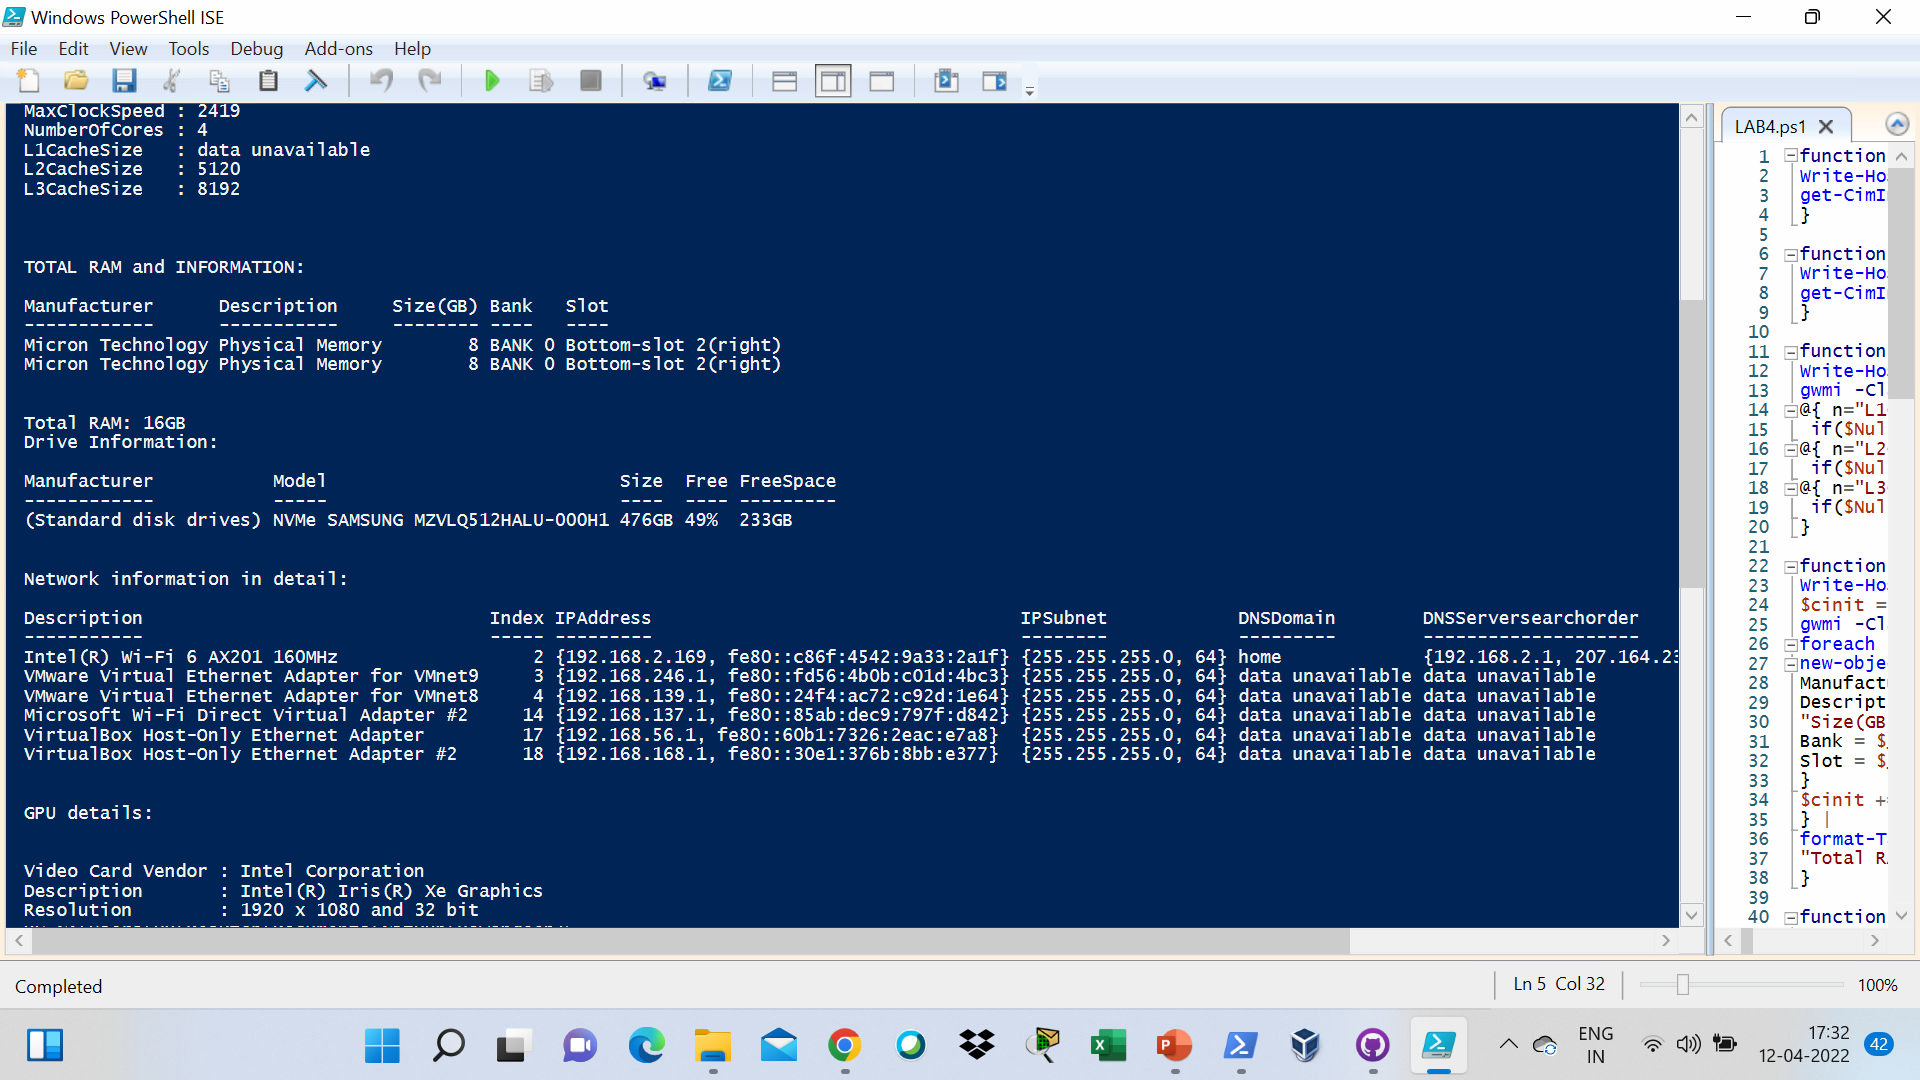 Windows PowerShell ISE
File Edit View Tools Debug Add-ons Help
MaxClockSpeed : 2419
NumberOfCores : 4
L1CacheSize : data unavailable
L2CacheSize : 5120
L3CacheSize : 8192
TOTAL RAM and INFORMATION:
Manufacturer Description Size(GB) Bank Slot
------------ ----------- -------- ---- ----
Micron Technology Physical Memory 8 BANK 0 Bottom-slot 2(right)
Micron Technology Physical Memory 8 BANK 0 Bottom-slot 2(right)
Total RAM: 16GB
Drive Information:
Manufacturer Model Size Free FreeSpace
------------ ----- ---- ---- ---------
(Standard disk drives) NVMe SAMSUNG MZVLQ512HALU-000H1 476GB 49% 233GB
Network information in detail:
Description Index IPAddress IPSubnet DNSDomain DNSServersearchorder
----------- ----- --------- -------- --------- --------------------
Intel(R) Wi-Fi 6 AX201 160MHz 2 {192.168.2.169, fe80::c86f:4542:9a33:2a1f} {255.255.255.0, 64} home {192.168.2.1, 207.164.23
VMware Virtual Ethernet Adapter for VMnet9 3 {192.168.246.1, fe80::fd56:4b0b:c01d:4bc3} {255.255.255.0, 64} data unavailable data unavailable
VMware Virtual Ethernet Adapter for VMnet8 4 {192.168.139.1, fe80::24f4:ac72:c92d:1e64} {255.255.255.0, 64} data unavailable data unavailable
Microsoft Wi-Fi Direct Virtual Adapter #2 14 {192.168.137.1, fe80::85ab:dec9:797f:d842} {255.255.255.0, 64} data unavailable data unavailable
VirtualBox Host-Only Ethernet Adapter 17 {192.168.56.1, fe80::60b1:7326:2eac:e7a8} {255.255.255.0, 64} data unavailable data unavailable
VirtualBox Host-Only Ethernet Adapter #2 18 {192.168.168.1, fe80::30e1:376b:8bb:e377} {255.255.255.0, 64} data unavailable data unavailable
GPU details:
Video Card Vendor : Intel Corporation
Description : Intel(R) Iris(R) Xe Graphics
Resolution : 1920 x 1080 and 32 bit
LAB4.ps1
1 function
2 Write-Ho
3 get-CimI
4 }
5
6 function
7 Write-Ho
8 get-CimI
9 }
10
11 function
12 Write-Ho
13 gwmi -Cl
14 @{ n="L1
15 if($Nul
16 @{ n="L2
17 if($Nul
18 @{ n="L3
19 if($Nul
20 }
21
22 function
23 Write-Ho
24 $cinit =
25 gwmi -Cl
26 foreach
27 new-obje
28 Manufact
29 Descript
30 "Size(GB
31 Bank = $
32 Slot = $
33 }
34 $cinit +
35 } |
36 format-T
37 "Total R
38 }
39
40 function
Completed
Ln 5 Col 32
100%
ENG
IN
17:32
12-04-2022
42